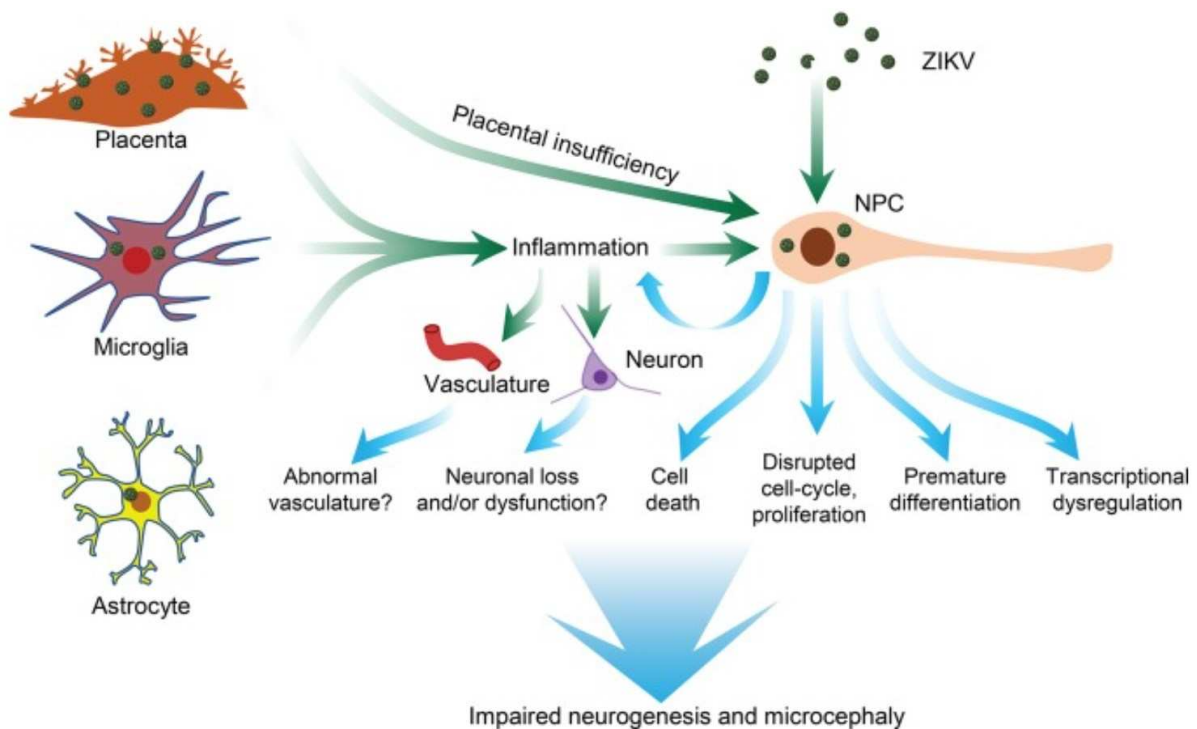 ZIKV
Placenta
Placental insufficiency
NPC
Inflammation
Microglia
Vasculature
Neuron
Abnormal
vasculature?
Neuronal loss
and/or dysfunction?
Cell
death
Disrupted
cell-cycle,
proliferation
Premature
differentiation
Transcriptional
dysregulation
Astrocyte
Impaired neurogenesis and microcephaly